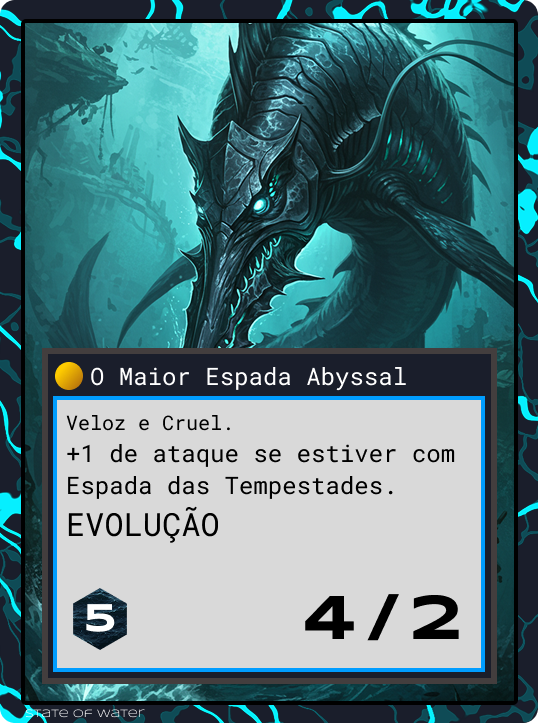 O Maior Espada Abyssal
Veloz e Cruel.
+1 de ataque se estiver com
Espada das Tempestades.
EVOLUÇÃO
5
4/2
STATE OF WATER